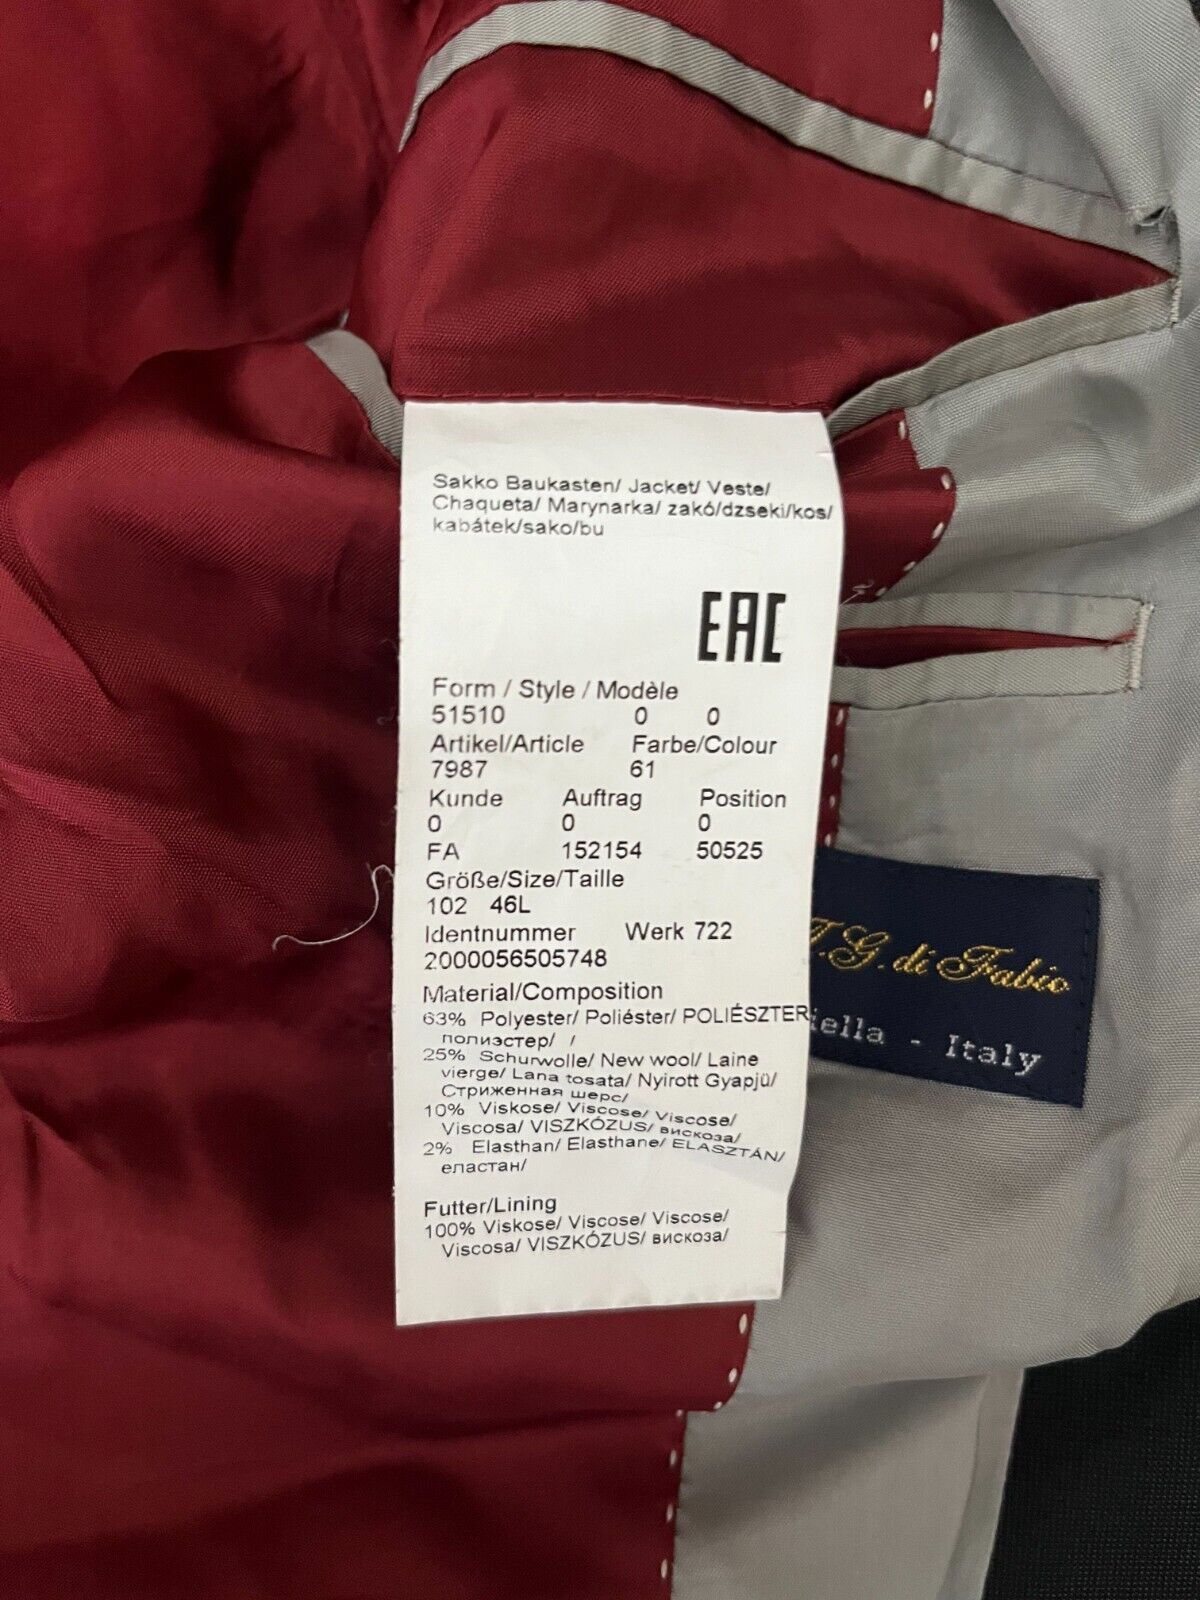 Sakko Baukasten/ Jacket/ Veste/
Chaqueta/ Marynarka/ zakó/dzseki/kos/
kabátek/sako/bu
EAC
Form / Style / Modèle
51510 0 0
Artikel/Article Farbe/Colour
7987 61
Kunde Auftrag Position
0 0 0
FA 152154 50525
Größe/Size/Taille
102 46L
Identnummer Werk 722
2000056505748
Material/Composition
63% Polyester/ Poliéster/ POLIÉSZTER
полиэстер/ /
25% Schurwolle/ New wool/ Laine
vierge/ Lana tosata/ Nyirott Gyapjú/
Стриженная шерс/
10% Viskose/ Viscose/ Viscose/
Viscosa/ VISZKÓZUS/ вискоза/
2% Elasthan/ Elasthane/ ELASZTÁN/
еластан/
Futter/Lining
100% Viskose/ Viscose/ Viscose/
Viscosa/ VISZKÓZUS/ вискоза/
G. di Fabio
iella - Italy